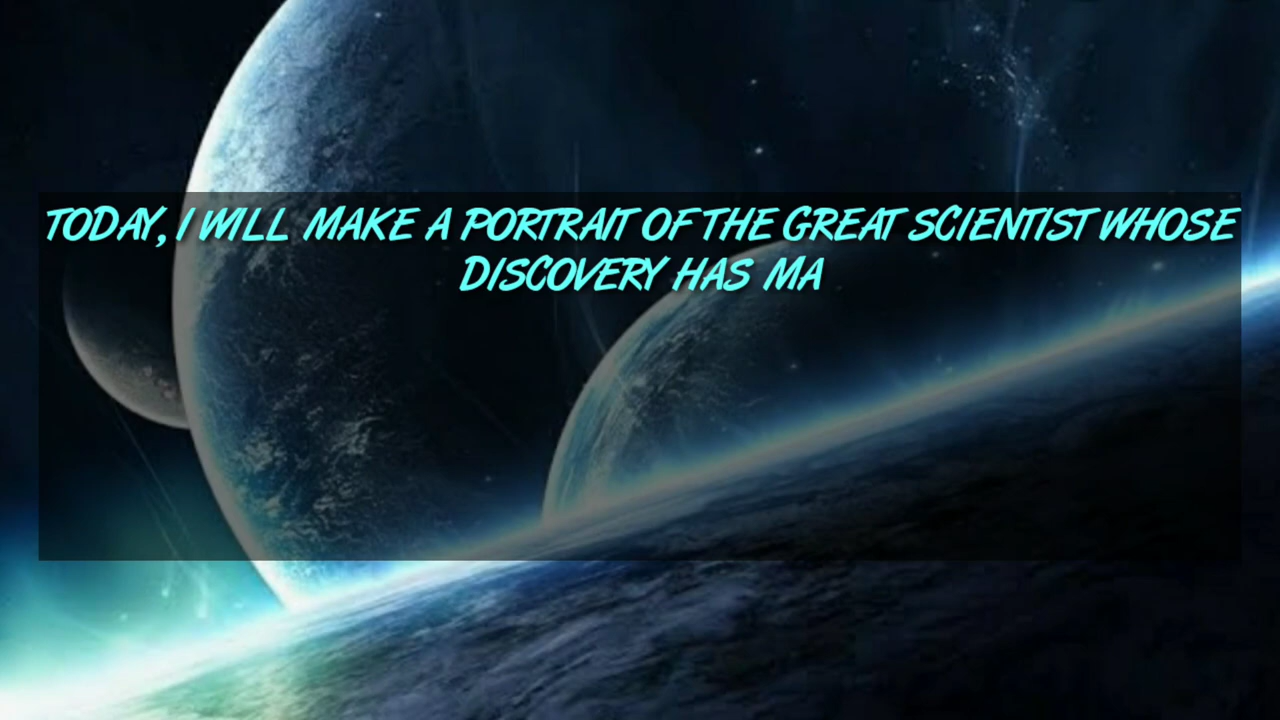 TODAY, I WILL MAKE A PORTRAIT OF THE GREAT SCIENTIST WHOSE
DISCOVERY HAS MA